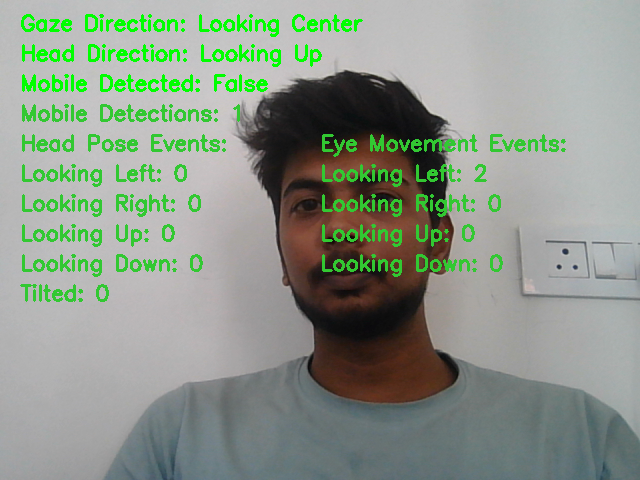 Gaze Direction: Looking Center
Head Direction: Looking Up
Mobile Detected: False
Mobile Detections: 1
Head Pose Events:
Looking Left: 0
Looking Right: 0
Looking Up: 0
Looking Down: 0
Tilted: 0
Eye Movement Events:
Looking Left: 2
Looking Right: 0
Looking Up: 0
Looking Down: 0